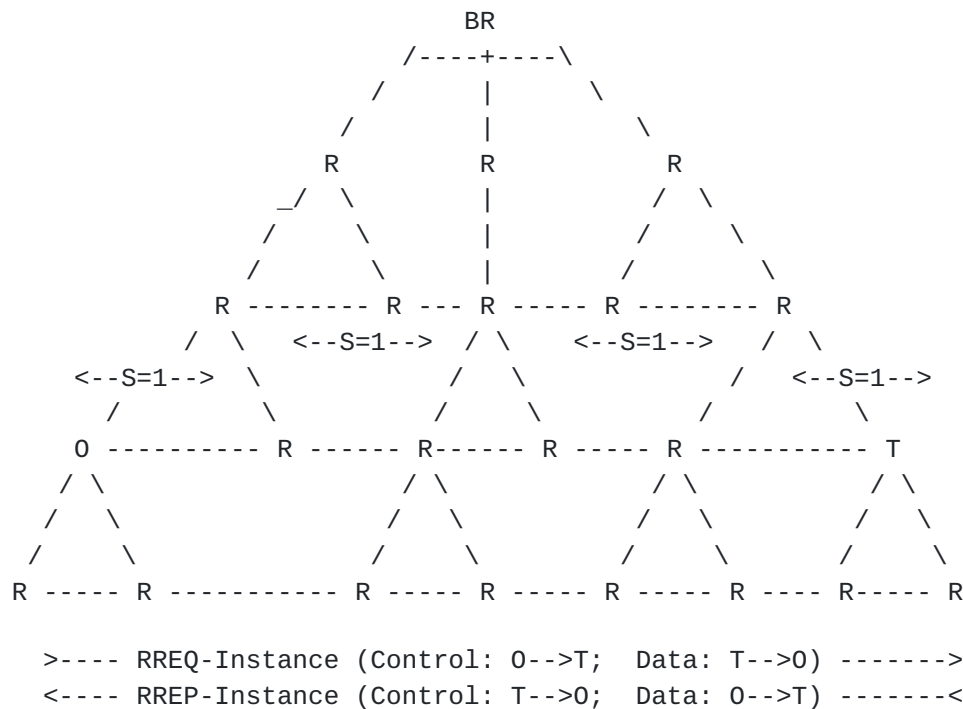 BR
/----+----\
/ | \
/ | \
R R R
_/ \ | / \
/ \ | / \
/ \ | / \
R -------- R --- R ----- R -------- R
/ \ <--S=1--> / \ <--S=1--> / \
<--S=1--> \ / \ / <--S=1-->
/ \ / \ / \
O ---------- R ------ R------ R ----- R ----------- T
/ \ / \ / \ / \
/ \ / \ / \ / \
/ \ / \ / \ / \
R ----- R ----------- R ----- R ----- R ----- R ---- R----- R
>---- RREQ-Instance (Control: O-->T; Data: T-->O) ------->
<---- RREP-Instance (Control: T-->O; Data: O-->T) -------<